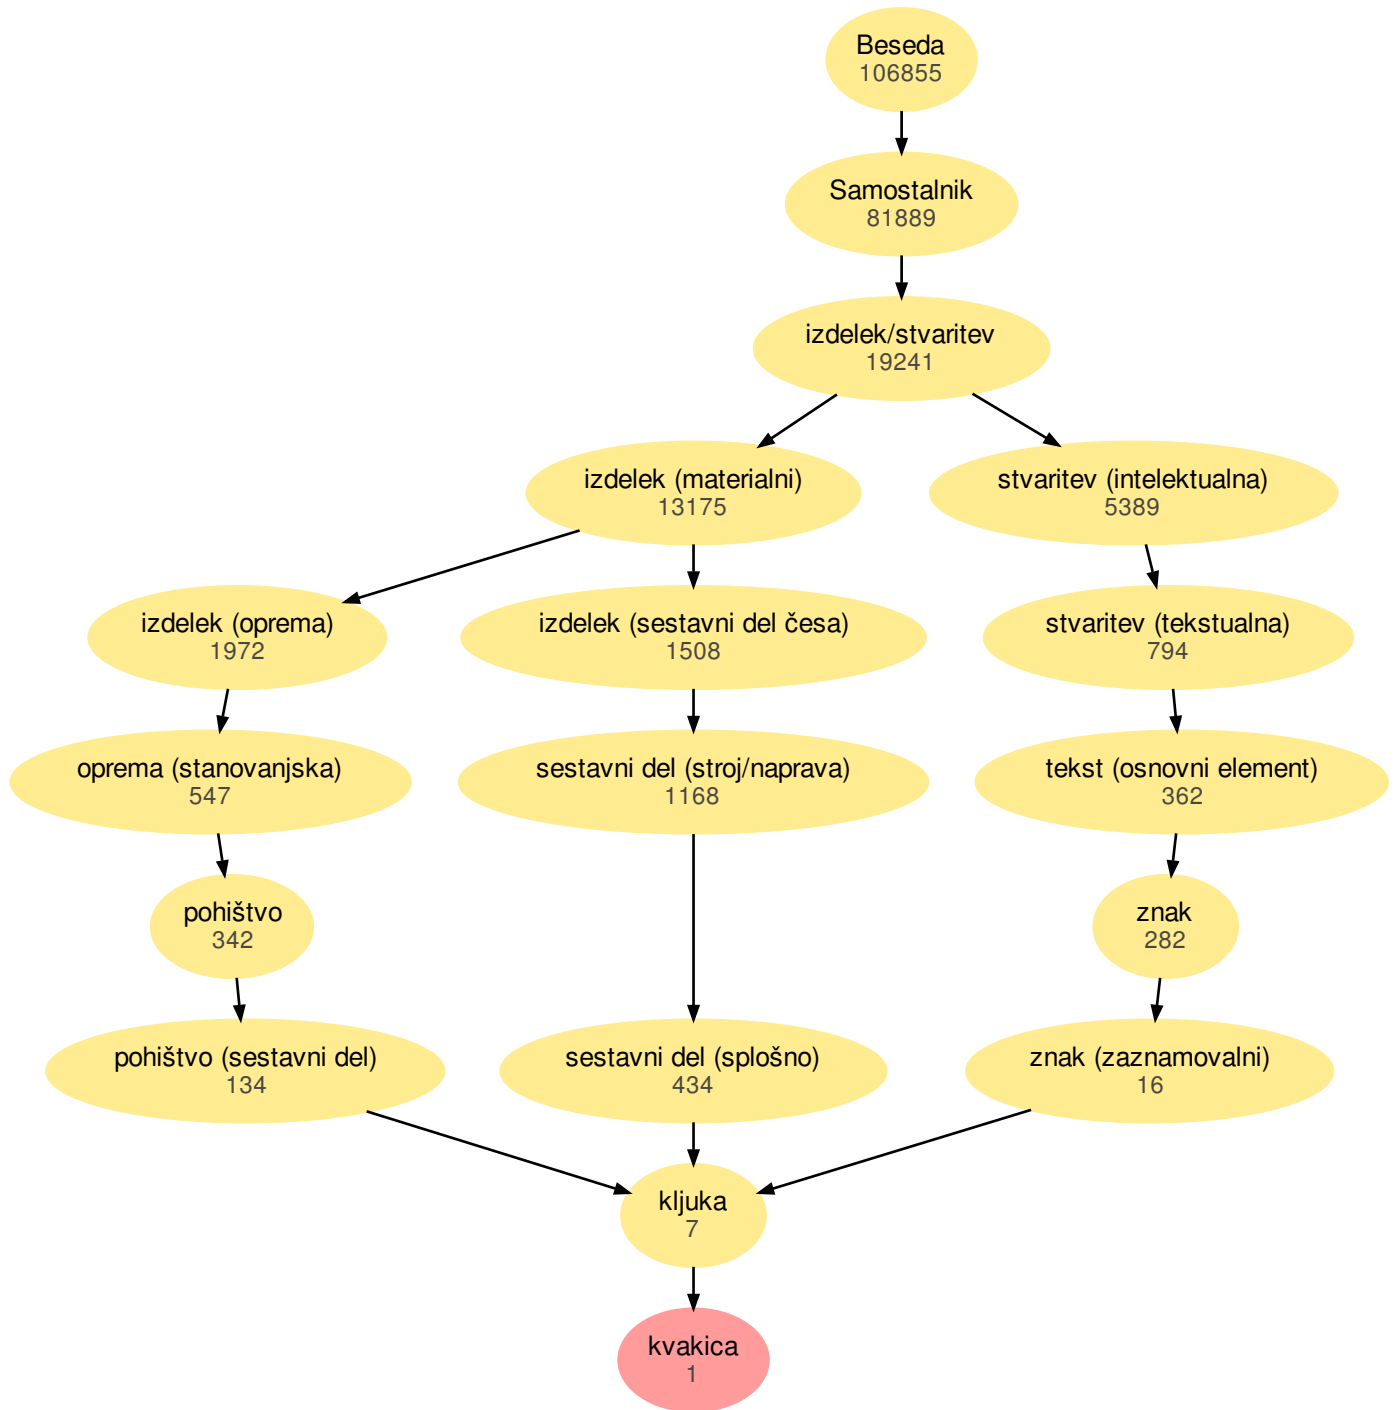 Beseda
106855
Samostalnik
81889
izdelek/stvaritev
19241
izdelek (materialni)
13175
stvaritev (intelektualna)
5389
izdelek (oprema)
1972
izdelek (sestavni del česa)
1508
stvaritev (tekstualna)
794
oprema (stanovanjska)
547
sestavni del (stroj/naprava)
1168
tekst (osnovni element)
362
pohištvo
342
znak
282
pohištvo (sestavni del)
134
sestavni del (splošno)
434
znak (zaznamovalni)
16
kljuka
7
kvakica
1